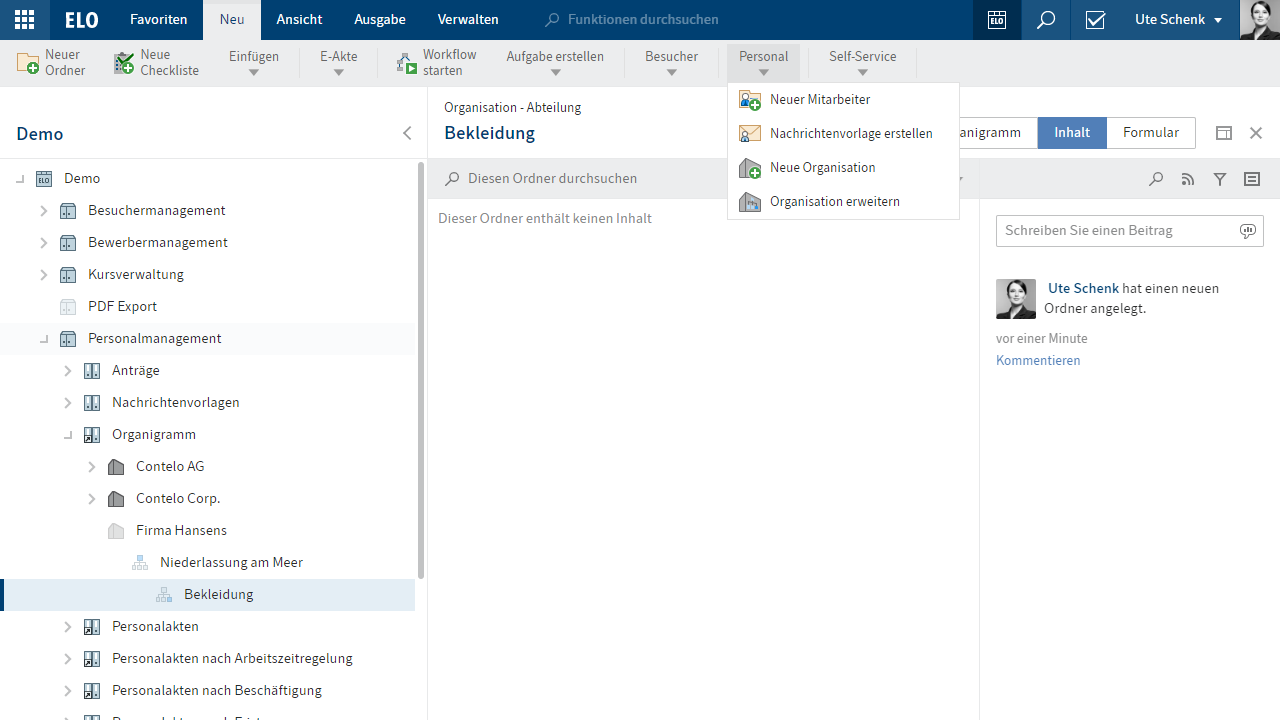 ELO
Favoriten
Neu
Ansicht
Ausgabe
Verwalten
Funktionen durchsuchen
ELO
Ute Schenk
Neuer
Ordner
Neue
Checkliste
Einfügen
E-Akte
Workflow
starten
Aufgabe erstellen
Besucher
Personal
Self-Service
Neuer Mitarbeiter
Nachrichtenvorlage erstellen
Neue Organisation
Organisation erweitern
Demo
Organisation - Abteilung
Bekleidung
anigramm
Inhalt
Formular
Diesen Ordner durchsuchen
Dieser Ordner enthält keinen Inhalt
ELO
Demo
Besuchermanagement
Bewerbermanagement
Kursverwaltung
PDF Export
Personalmanagement
Anträge
Nachrichtenvorlagen
Organigramm
Contelo AG
Contelo Corp.
Firma Hansens
Niederlassung am Meer
Bekleidung
Personalakten
Personalakten nach Arbeitszeitregelung
Personalakten nach Beschäftigung
Schreiben Sie einen Beitrag
Ute Schenk hat einen neuen
Ordner angelegt.
vor einer Minute
Kommentieren